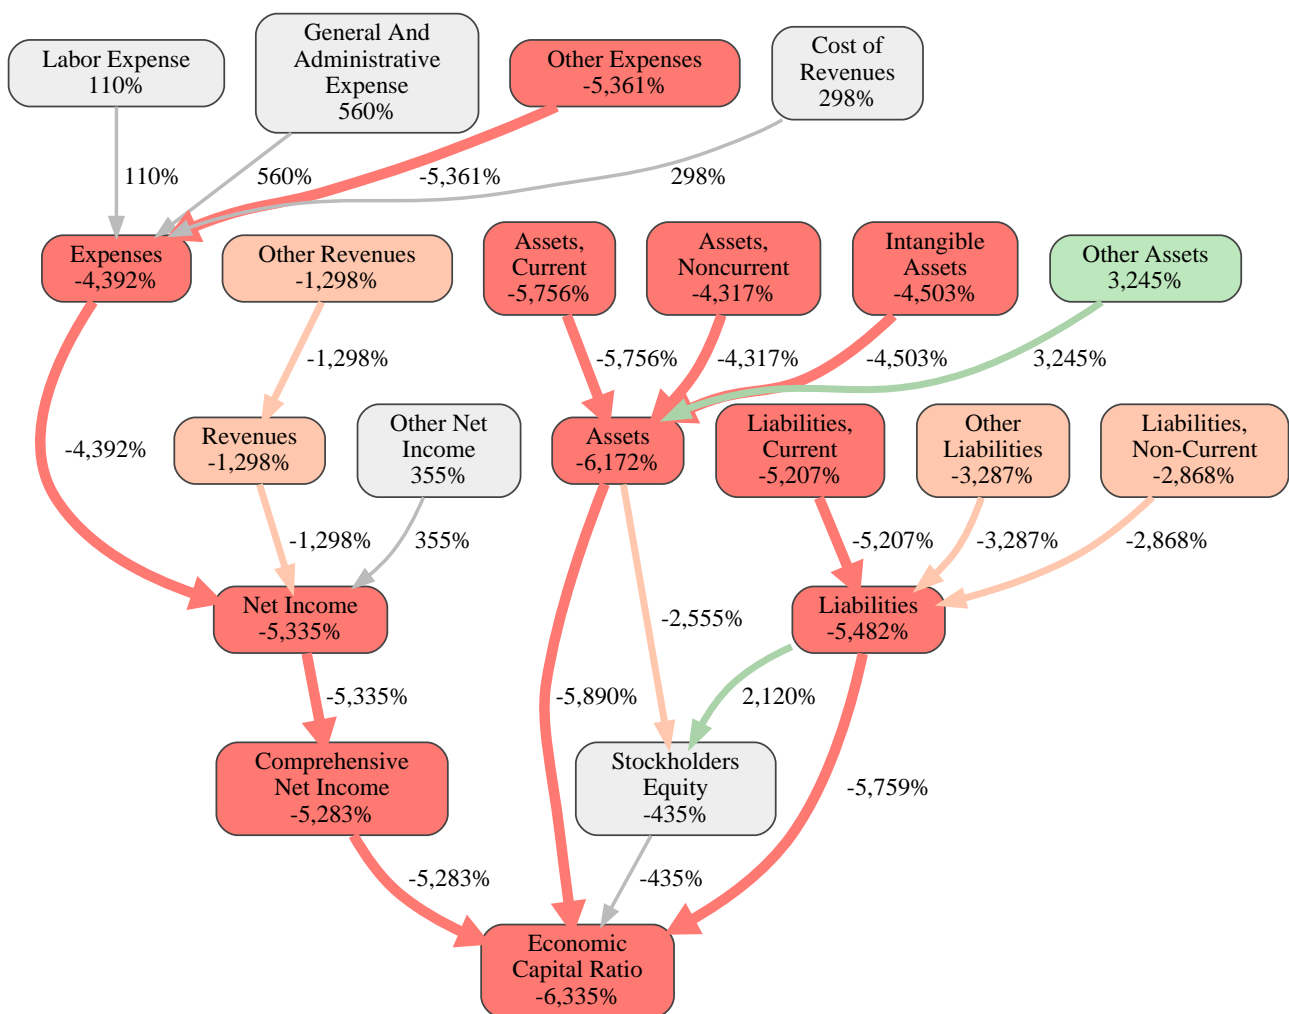 Labor Expense
110%
General And
Administrative
Expense
560%
Other Expenses
-5,361%
Cost of
Revenues
298%
110%
560%
-5,361%
298%
Expenses
-4,392%
Other Revenues
-1,298%
Assets,
Current
-5,756%
Assets,
Noncurrent
-4,317%
Intangible
Assets
-4,503%
Other Assets
3,245%
-1,298%
-5,756%
-4,317%
-4,503%
3,245%
-4,392%
Revenues
-1,298%
Other Net
Income
355%
Assets
-6,172%
Liabilities,
Current
-5,207%
Other
Liabilities
-3,287%
Liabilities,
Non-Current
-2,868%
-1,298%
355%
-5,207%
-3,287%
-2,868%
Net Income
-5,335%
-2,555%
Liabilities
-5,482%
-5,335%
-5,890%
2,120%
Comprehensive
Net Income
-5,283%
Stockholders
Equity
-435%
-5,759%
-5,283%
-435%
Economic
Capital Ratio
-6,335%